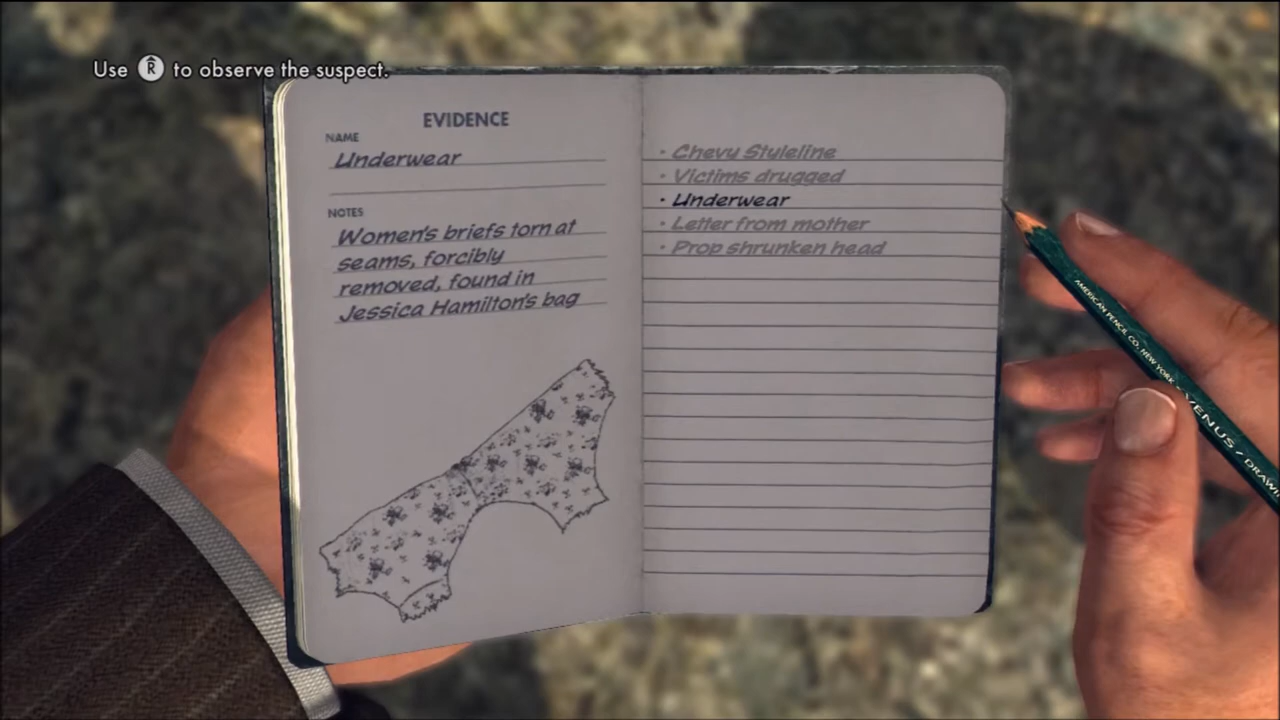 Use R to observe the suspect.
EVIDENCE
NAME
Underwear
NOTES
Women's briefs torn at
seams, forcibly
removed, found in
Jessica Hamilton's bag
• Chevy Styleline
• Victims drugged
• Underwear
• Letter from mother
• Prop shrunken head
AMERICAN PENCIL CO. NEW YORK VENUS / DRAWIN